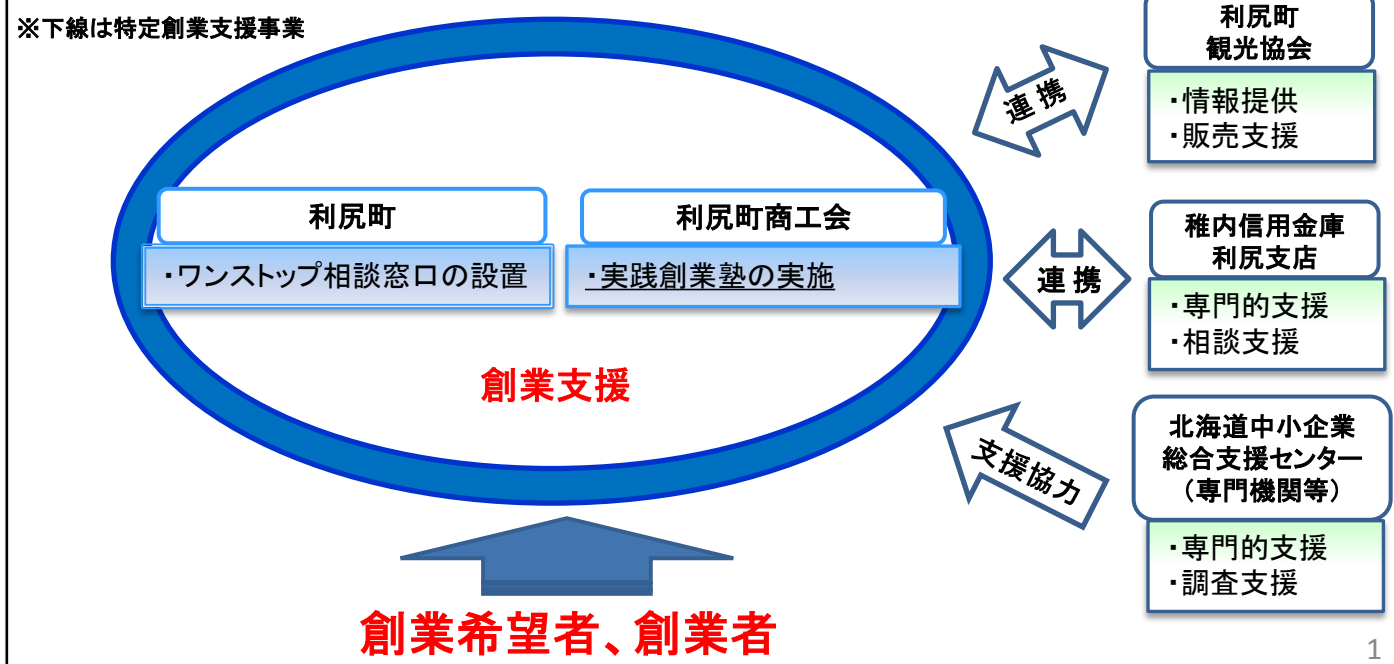 ※下線は特定創業支援事業
利尻町
・ワンストップ相談窓口の設置
利尻町商工会
・実践創業塾の実施
創業支援
連携
利尻町
観光協会
・情報提供
・販売支援
連携
稚内信用金庫
利尻支店
・専門的支援
・相談支援
支援協力
北海道中小企業
総合支援センター
（専門機関等）
・専門的支援
・調査支援
創業希望者、創業者
1